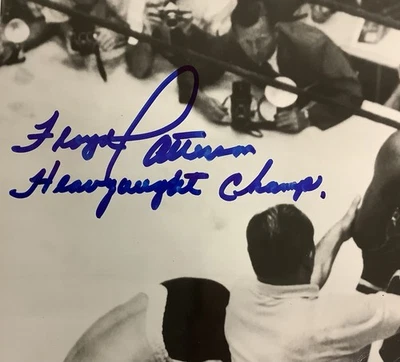 Floyd Patterson
Heavyweight Champ.